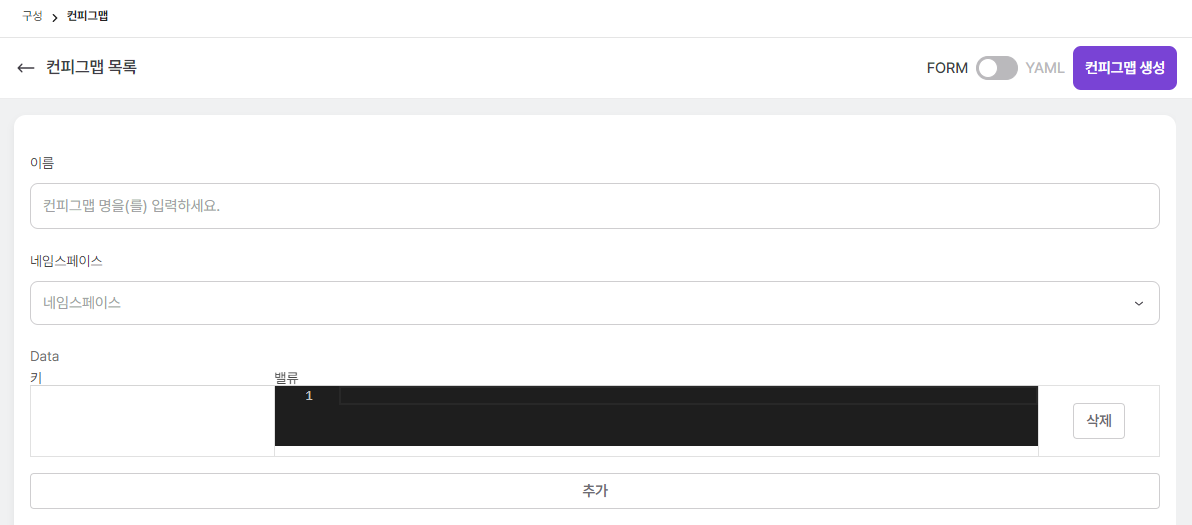 구성 > 컨피그맵
← 컨피그맵 목록 FORM YAML 컨피그맵 생성
이름
컨피그맵 명을(를) 입력하세요.
네임스페이스
네임스페이스
Data
키 밸류
1
삭제
추가